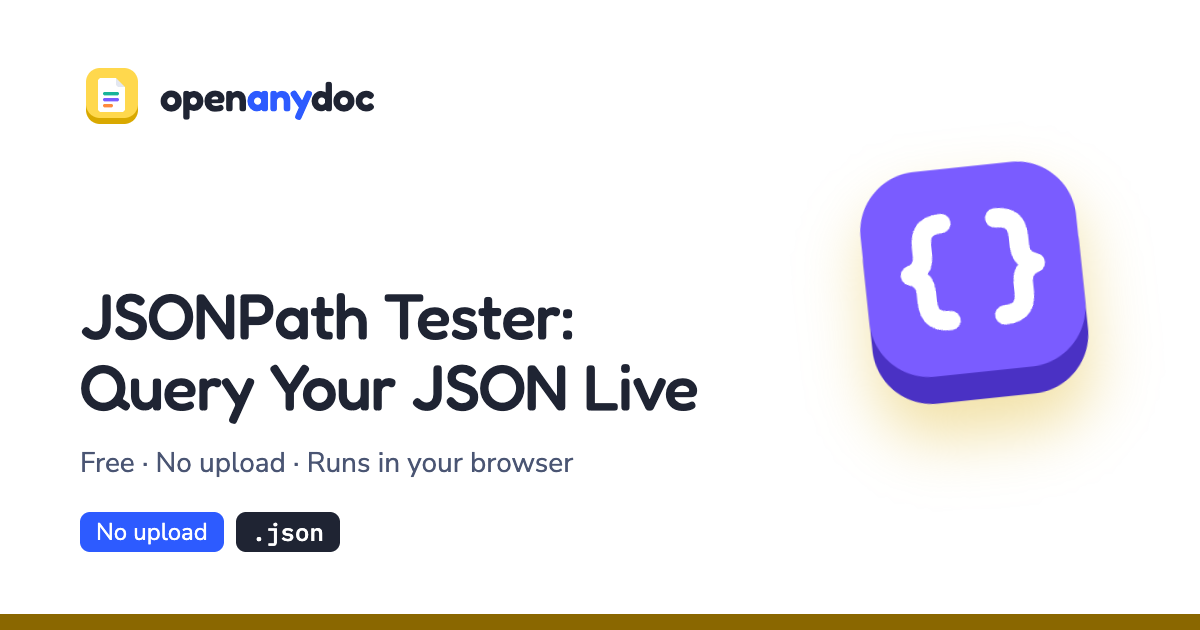 openanydoc
JSONPath Tester:
Query Your JSON Live
Free · No upload · Runs in your browser
No upload
.json
{ }